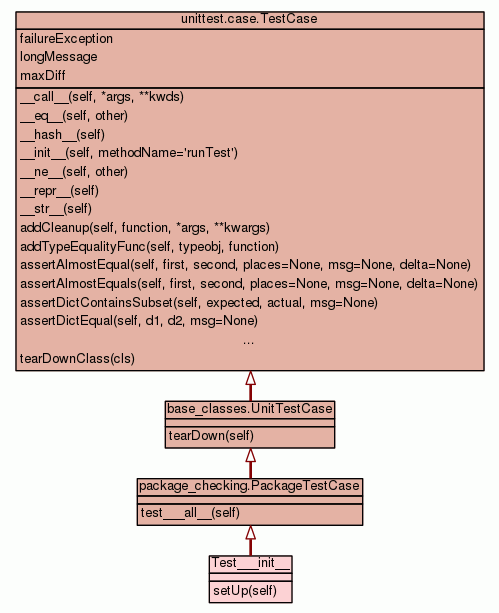 unittest.case.TestCase
failureException
longMessage
maxDiff
__call__(self, *args, **kwds)
__eq__(self, other)
__hash__(self)
__init__(self, methodName='runTest')
__ne__(self, other)
__repr__(self)
__str__(self)
addCleanup(self, function, *args, **kwargs)
addTypeEqualityFunc(self, typeobj, function)
assertAlmostEqual(self, first, second, places=None, msg=None, delta=None)
assertAlmostEquals(self, first, second, places=None, msg=None, delta=None)
assertDictContainsSubset(self, expected, actual, msg=None)
assertDictEqual(self, d1, d2, msg=None)
...
tearDownClass(cls)
base_classes.UnitTestCase
tearDown(self)
package_checking.PackageTestCase
test___all__(self)
Test___init__
setUp(self)